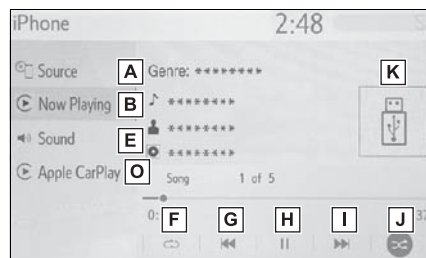 iPhone 2:48
Source A Genre: ******** K
Now Playing B ********
Sound E ********
********
Apple CarPlay O Song 1 of 5
0:
F G H I J